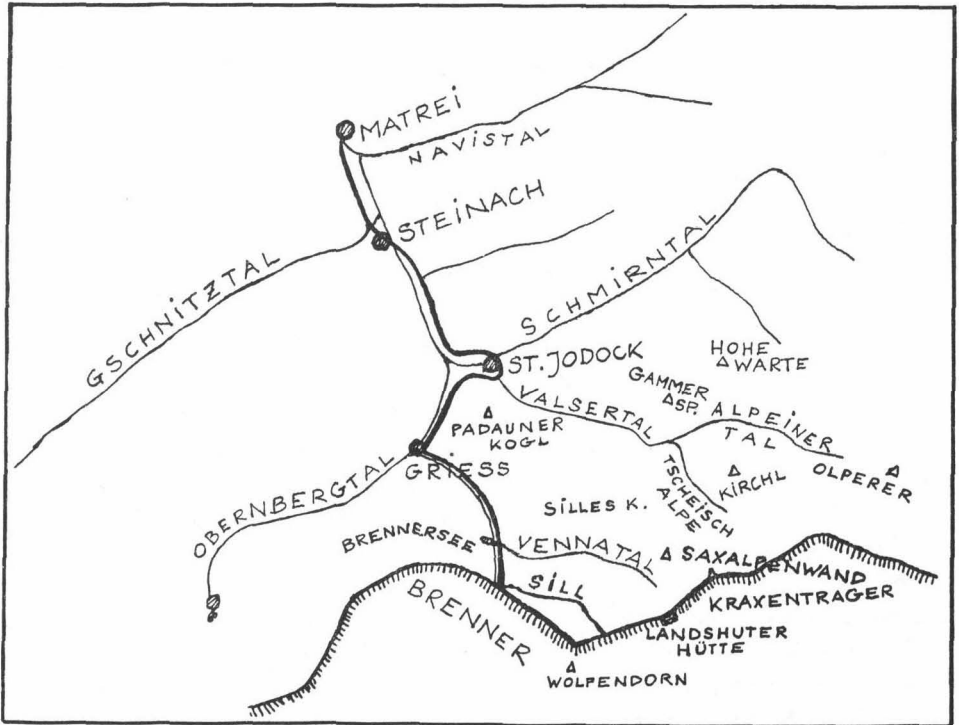 MATREI
NAVISTAL
STEINACH
GSCHNITZTAL
SCHMIRNTAL
ST. JODOCK
HOHE
WARTE
GAMMER
SP.
VALSERTAL
ALPEINER
TAL
PADAUNER
KOGL
GRIESS
OBERNBERGTAL
TSCHEISCH
ALPE
KIRCHL
OLPERER
SILLES K.
BRENNERSEE
VENNATAL
SAXALPENWAND
SILL
KRAXENTRAGER
BRENNER
LANDSHUTER
HÜTTE
WOLPENDORN